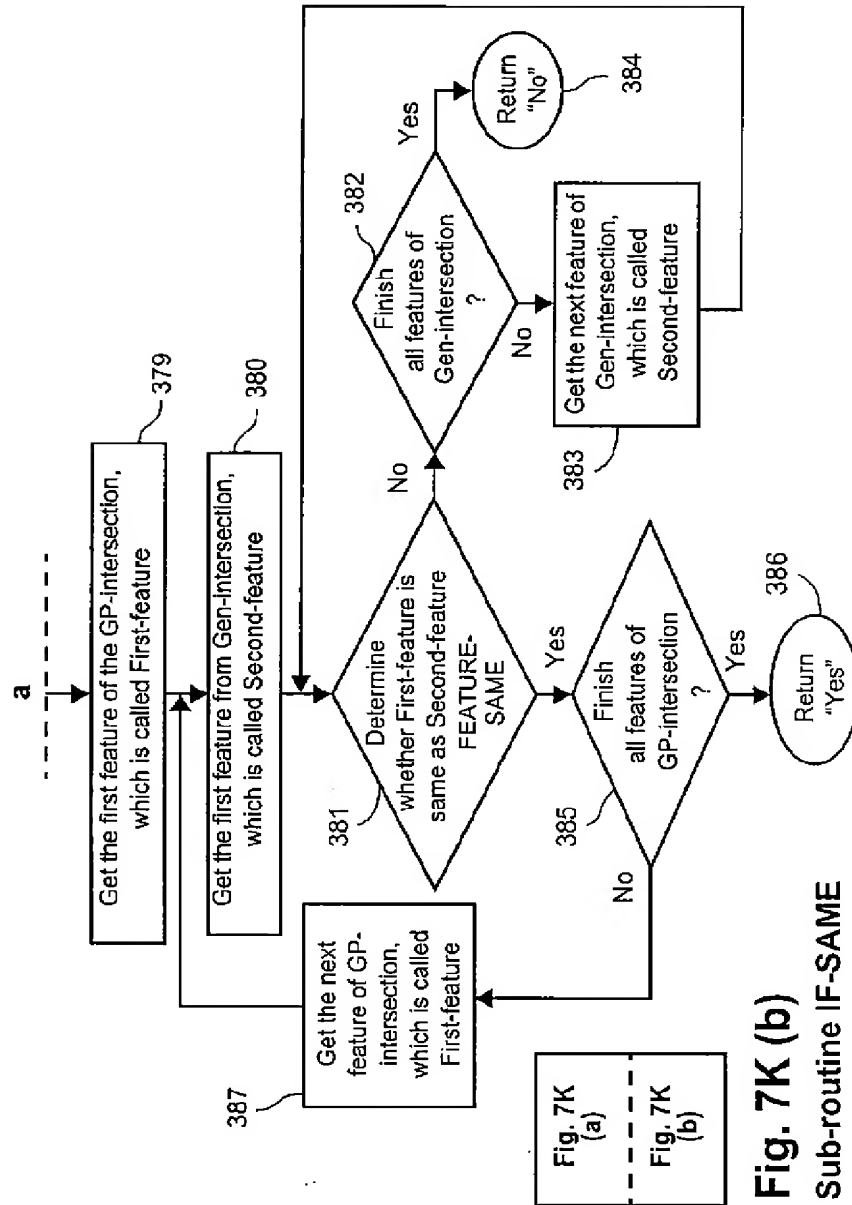 a
Get the first feature of the GP-intersection,
which is called First-feature
379
Get the first feature from Gen-intersection,
which is called Second-feature
380
Determine
whether First-feature is
same as Second-feature
FEATURE-
SAME
381
No
Yes
Finish
all features of
Gen-intersection
?
382
Yes
No
Return
"No"
384
Get the next feature of
Gen-intersection,
which is called
Second-feature
383
Finish
all features of
GP-intersection
?
385
No
Yes
Return
"Yes"
386
Get the next
feature of GP-
intersection,
which is called
First-feature
387
Fig. 7K
(a)
Fig. 7K
(b)
Fig. 7K (b)
Sub-routine IF-SAME